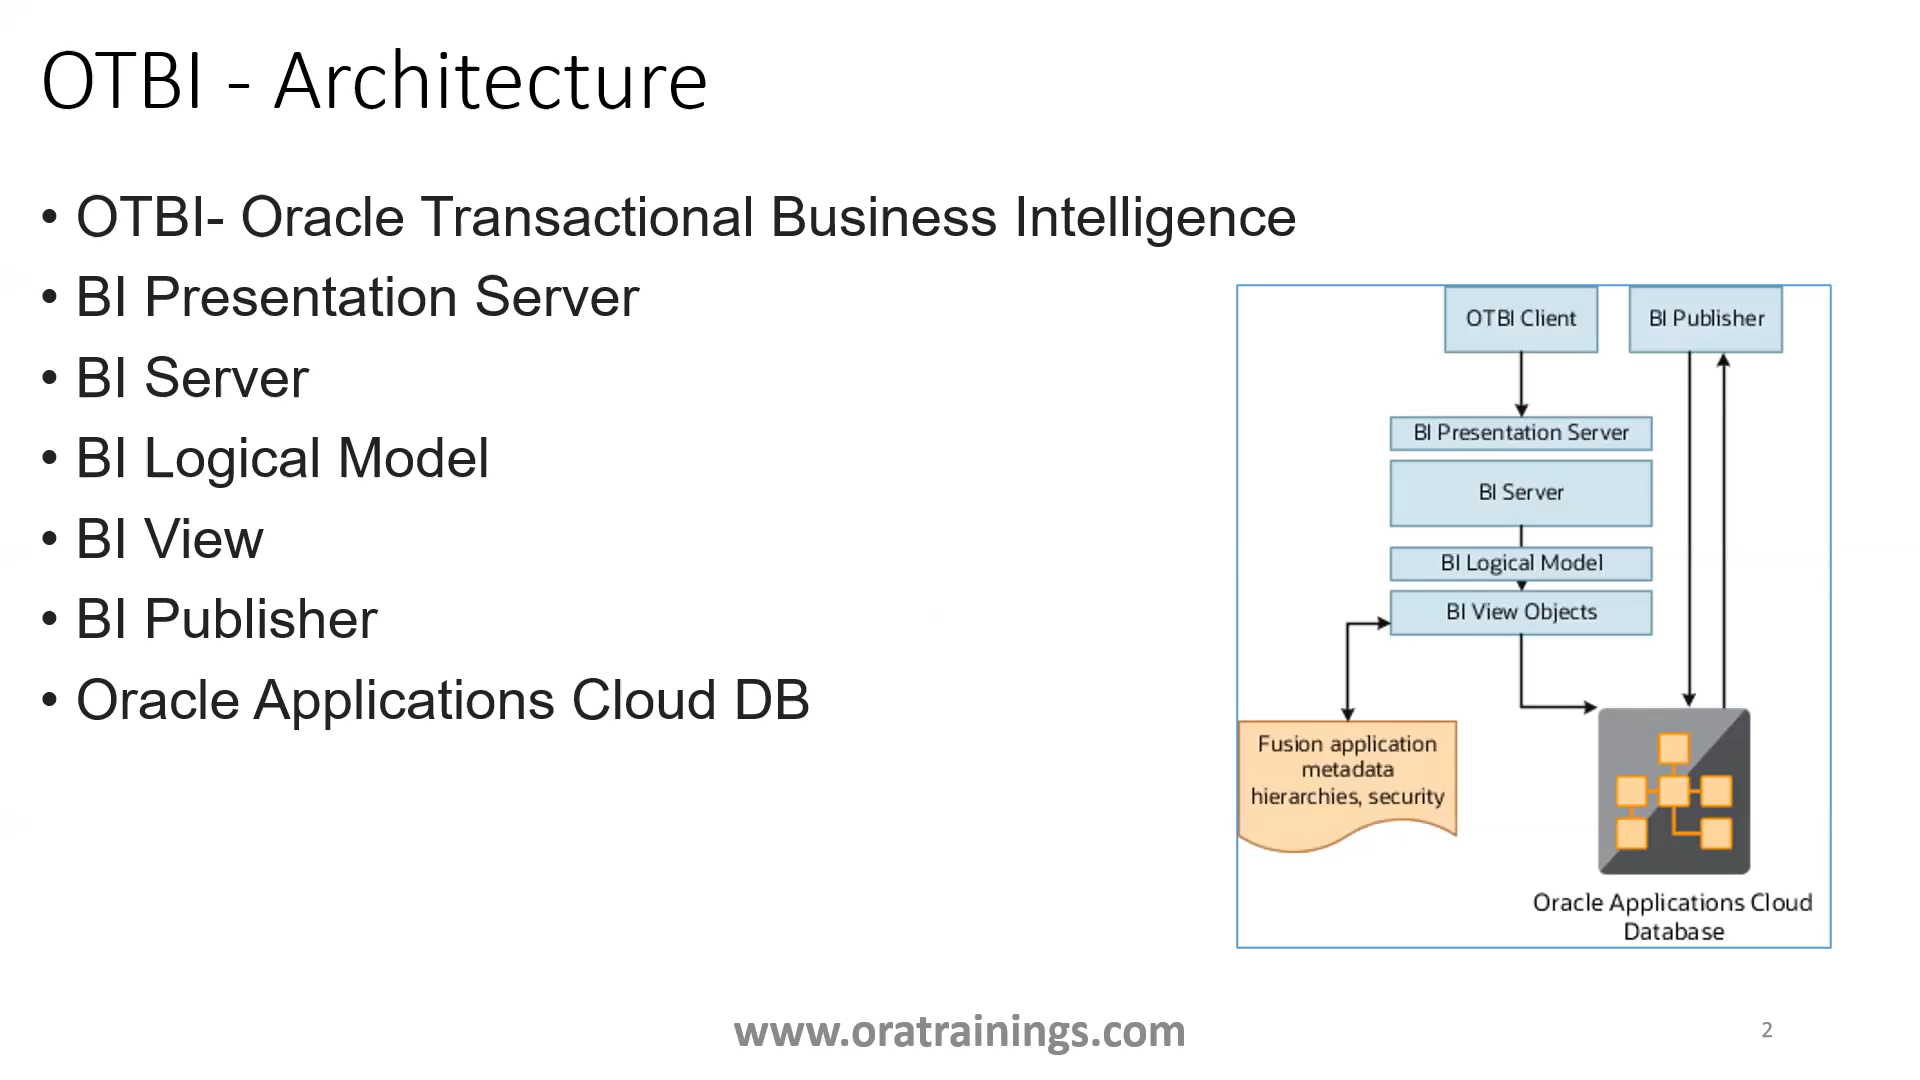 OTBI - Architecture
• OTBI- Oracle Transactional Business Intelligence
• BI Presentation Server
• BI Server
• BI Logical Model
• BI View
• BI Publisher
• Oracle Applications Cloud DB
OTBI Client
BI Publisher
BI Presentation Server
BI Server
BI Logical Model
BI View Objects
Fusion application
metadata
hierarchies, security
Oracle Applications Cloud
Database
www.oratrainings.com
2